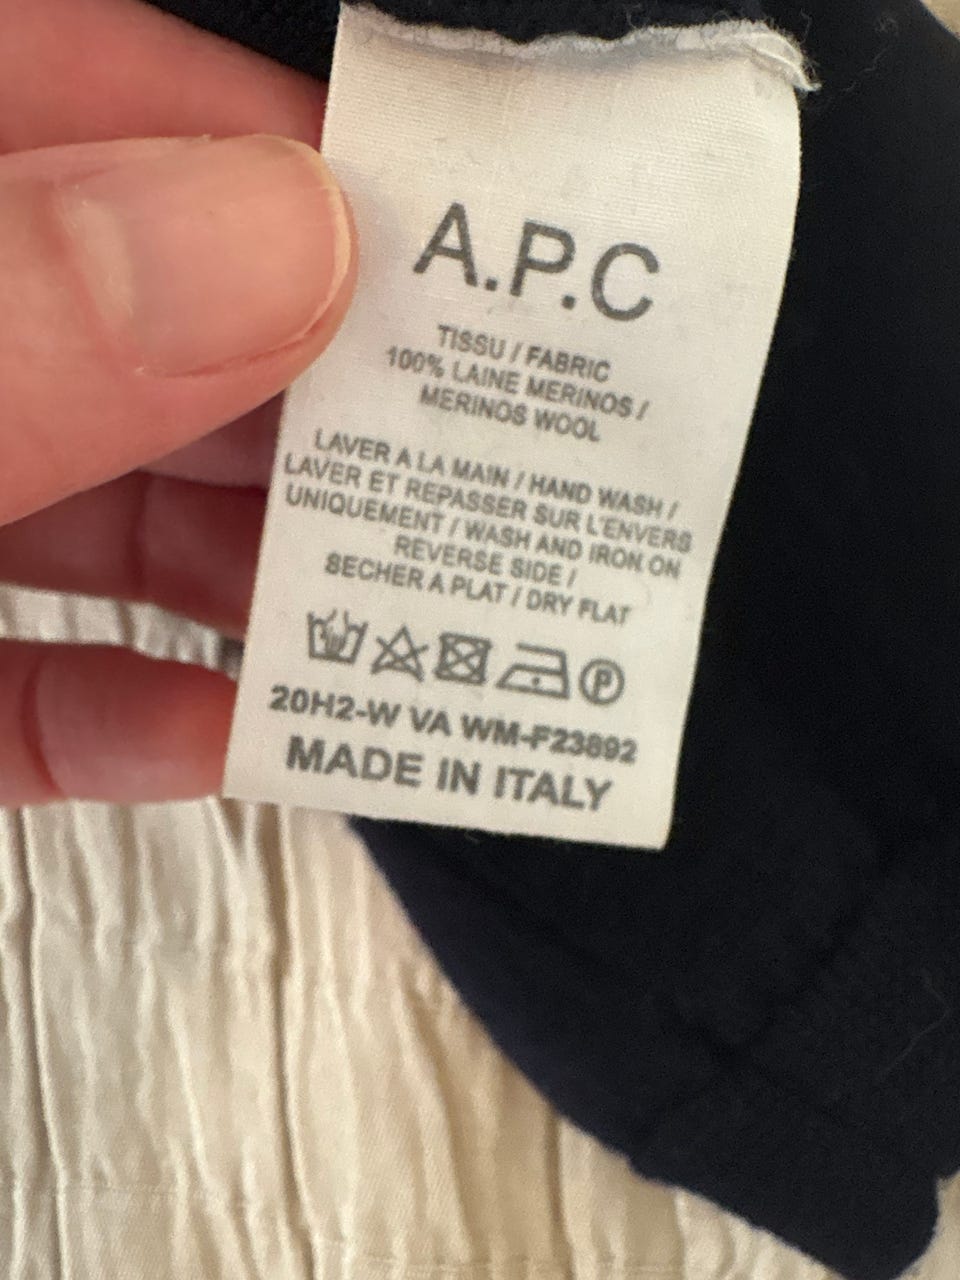 A.P.C
TISSU / FABRIC
100% LAINE MERINOS /
MERINOS WOOL
LAVER A LA MAIN / HAND WASH /
LAVER ET REPASSER SUR L'ENVERS
UNIQUEMENT / WASH AND IRON ON
REVERSE SIDE /
SECHER A PLAT / DRY FLAT
P
20H2-W VA WM-F23892
MADE IN ITALY